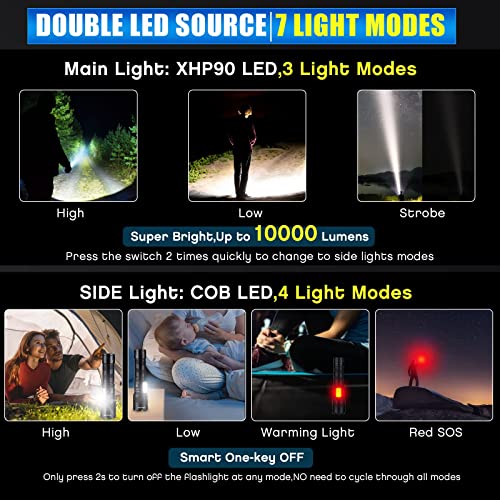 DOUBLE LED SOURCE|7 LIGHT MODES
Main Light: XHP90 LED,3 Light Modes
High Low Strobe
Super Bright,Up to 10000 Lumens
Press the switch 2 times quickly to change to side lights modes
SIDE Light: COB LED,4 Light Modes
High Low Warming Light Red SOS
Smart One-key OFF
Only press 2s to turn off the flashlight at any mode,NO need to cycle through all modes